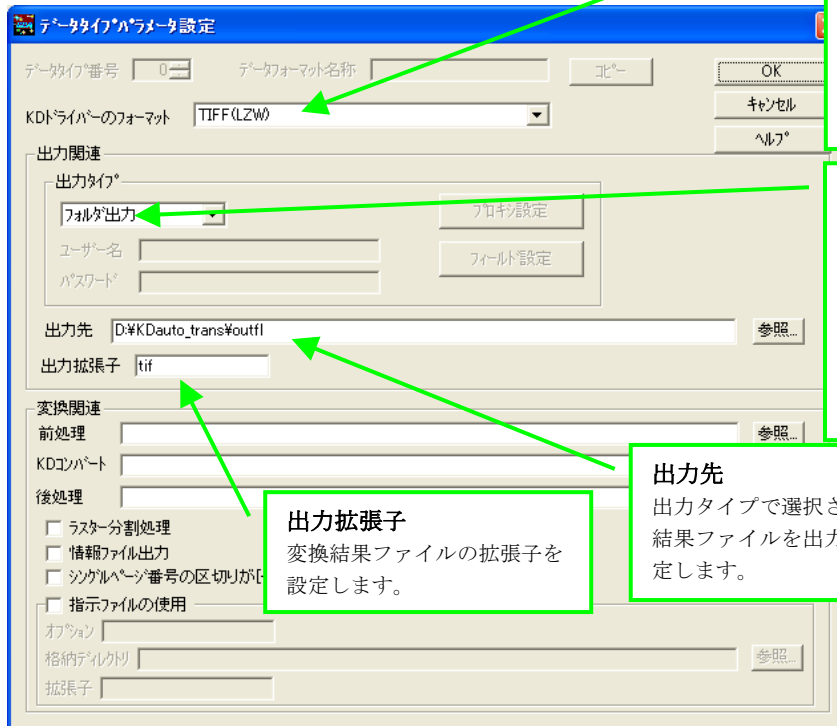 データタイプパラメータ設定
データタイプ番号 0 データフォーマット名称 コピー OK
KDドライバーのフォーマット TIFF(LZW) キャンセル
ヘルプ
出力関連
出力タイプ
フォルダ出力 プロキシ設定
ユーザー名 フィールド設定
パスワード
出力先 D:¥KDauto_trans¥outfl 参照...
出力拡張子 tif
変換関連
前処理 参照...
KDコンバート
後処理
ラスター分割処理
情報ファイル出力
シングルページ番号の区切りが[-
指示ファイルの使用
オプション
格納ディレクトリ 参照...
拡張子
出力拡張子
変換結果ファイルの拡張子を
設定します。
出力先
出力タイプで選択さ
結果ファイルを出力
定します。